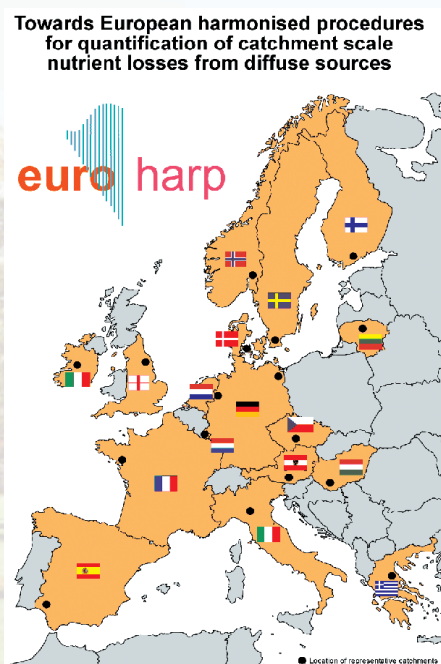 Towards European harmonised procedures
for quantification of catchment scale
nutrient losses from diffuse sources
euro harp
Location of representative catchments